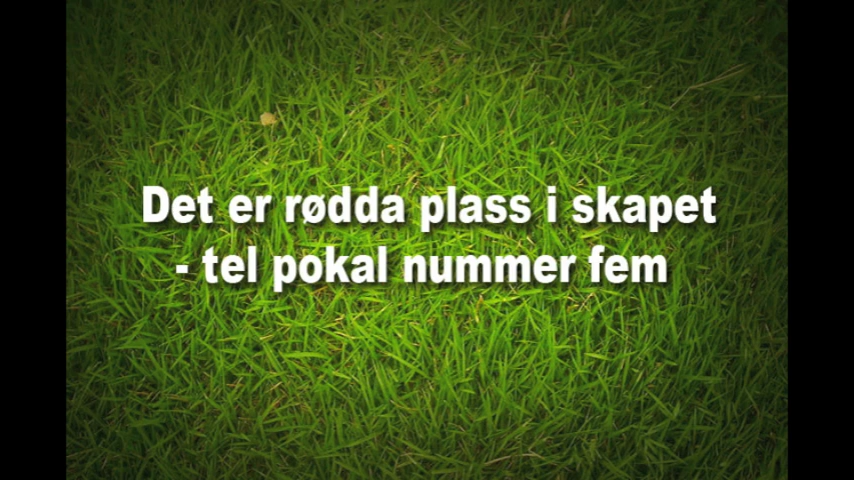 Det er rødda plass i skapet
- tel pokal nummer fem